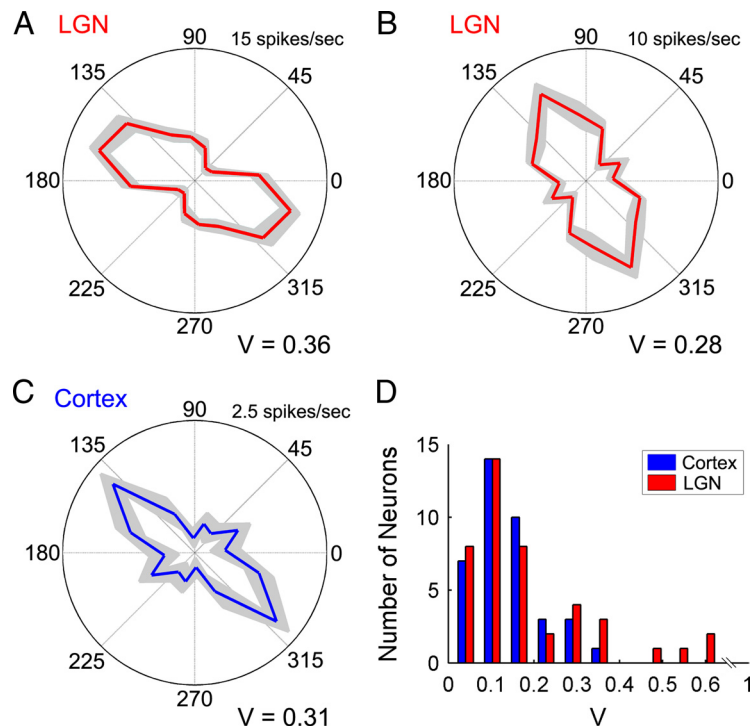 A LGN
90 15 spikes/sec
135 45
180 0
225 315
270
V = 0.36
B LGN
90 10 spikes/sec
135 45
180 0
225 315
270
V = 0.28
C Cortex
90 2.5 spikes/sec
135 45
180 0
225 315
270
V = 0.31
D
Number of Neurons
15
10
5
0
Cortex
LGN
0 0.1 0.2 0.3 0.4 0.5 0.6 1
V